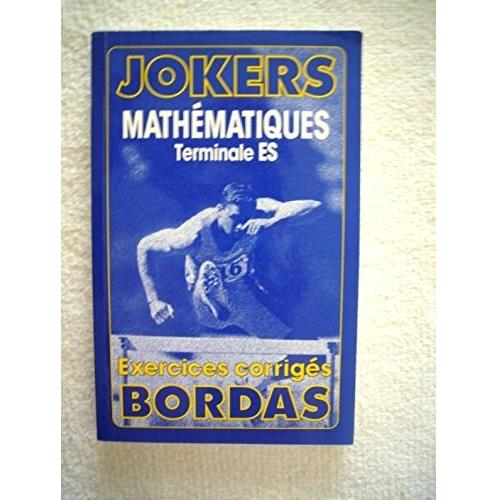 JOKERS
MATHÉMATIQUES
Terminale ES
16
Exercices corrigés
BORDAS